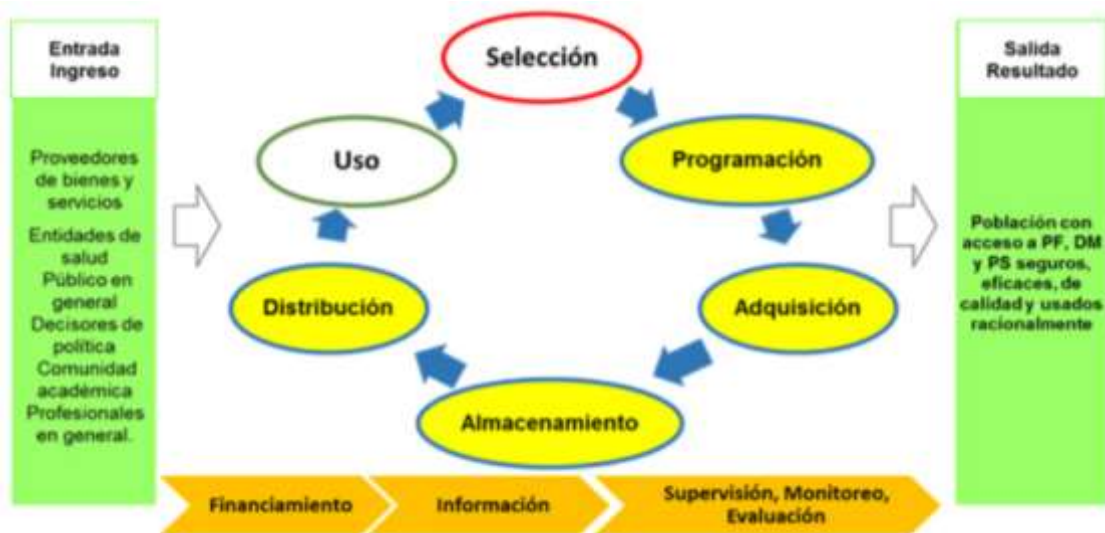 Entrada
Ingreso
Proveedores
de bienes y
servicios
Entidades de
salud
Público en
general
Decisores de
política
Comunidad
académica
Profesionales
en general.
Selección
Uso
Programación
Distribución
Adquisición
Almacenamiento
Financiamiento
Información
Supervisión, Monitoreo,
Evaluación
Salida
Resultado
Población con
acceso a PF, DM
y PS seguros,
eficaces, de
calidad y usados
racionalmente